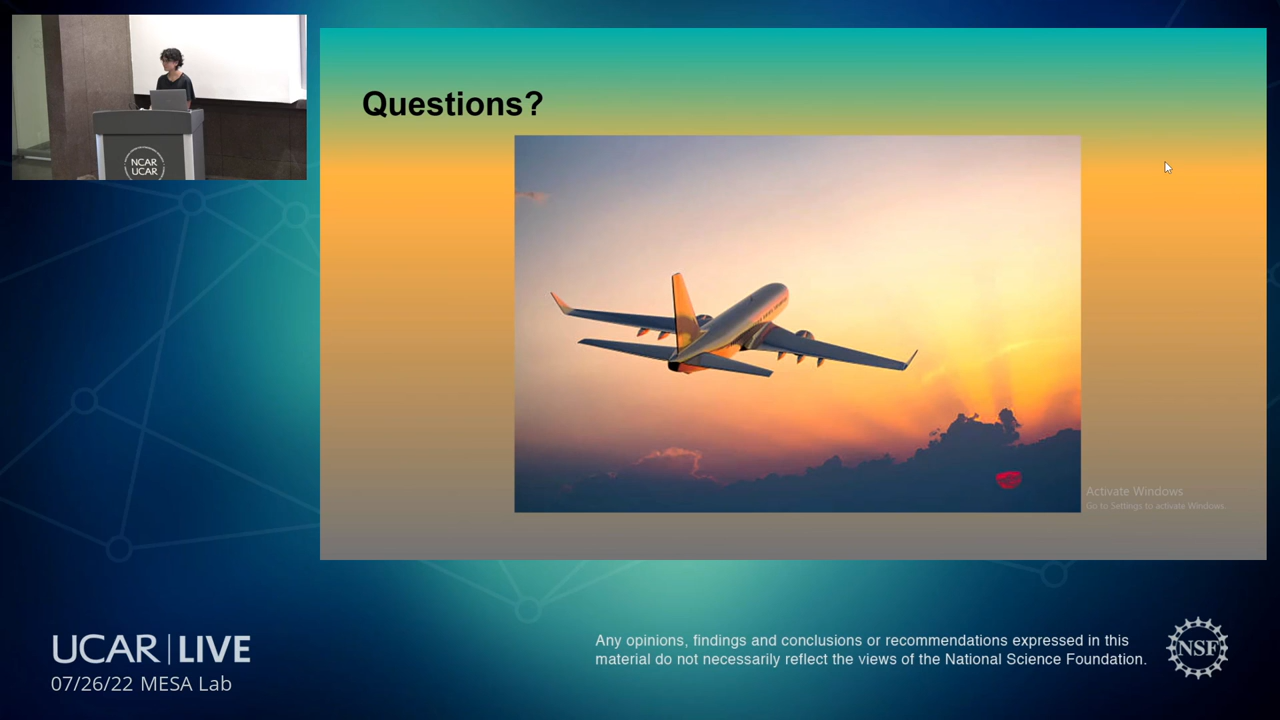 NCAR
UCAR
Questions?
Activate Windows
Go to Settings to activate Windows.
UCAR | LIVE
07/26/22 MESA Lab
Any opinions, findings and conclusions or recommendations expressed in this
material do not necessarily reflect the views of the National Science Foundation.
NSF